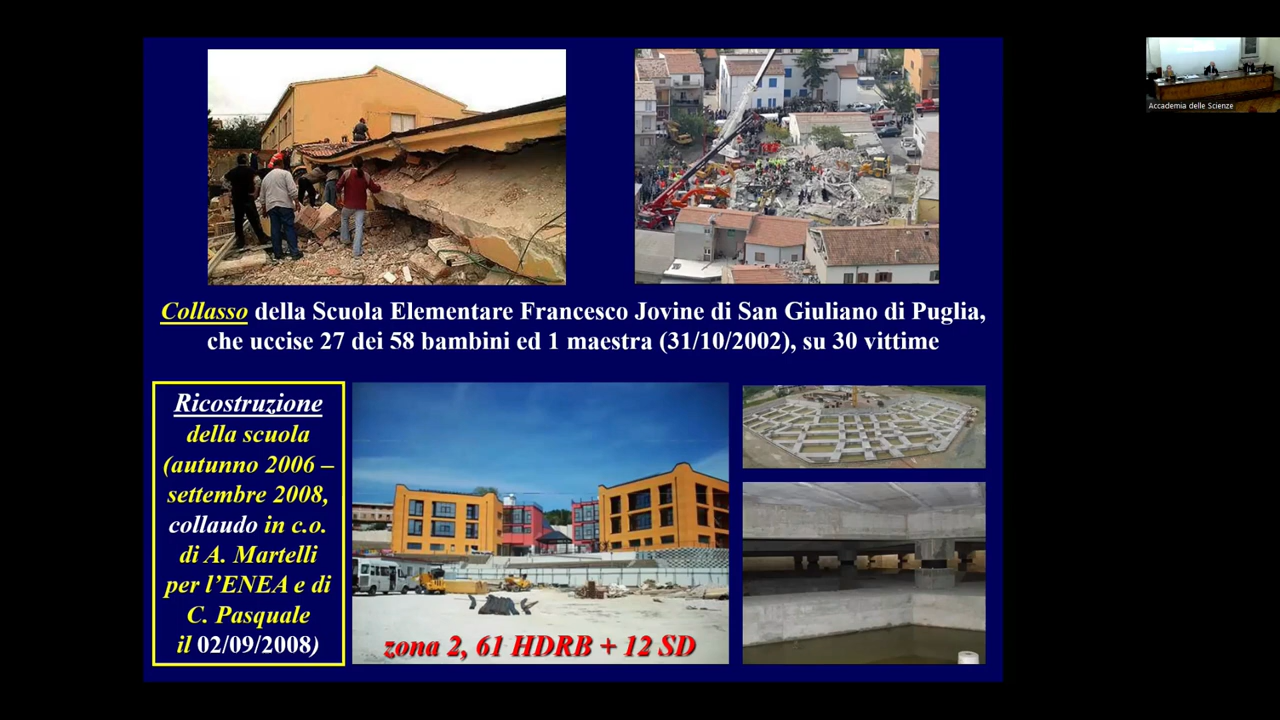 Accademia delle Scienze
Collasso della Scuola Elementare Francesco Jovine di San Giuliano di Puglia,
che uccise 27 dei 58 bambini ed 1 maestra (31/10/2002), su 30 vittime
Ricostruzione
della scuola
(autunno 2006 –
settembre 2008,
collaudo in c.o.
di A. Martelli
per l'ENEA e di
C. Pasquale
il 02/09/2008)
zona 2, 61 HDRB + 12 SD